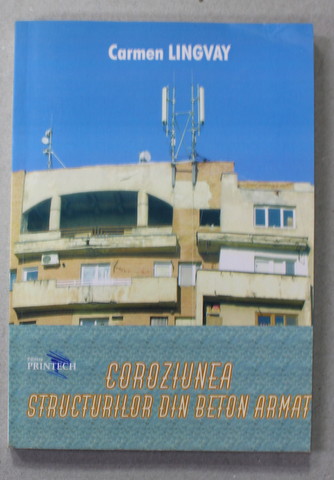 Carmen LINGVAY
PRINTECH
COROZIUNEA
STRUCTURILOR DIN BETON ARMAT